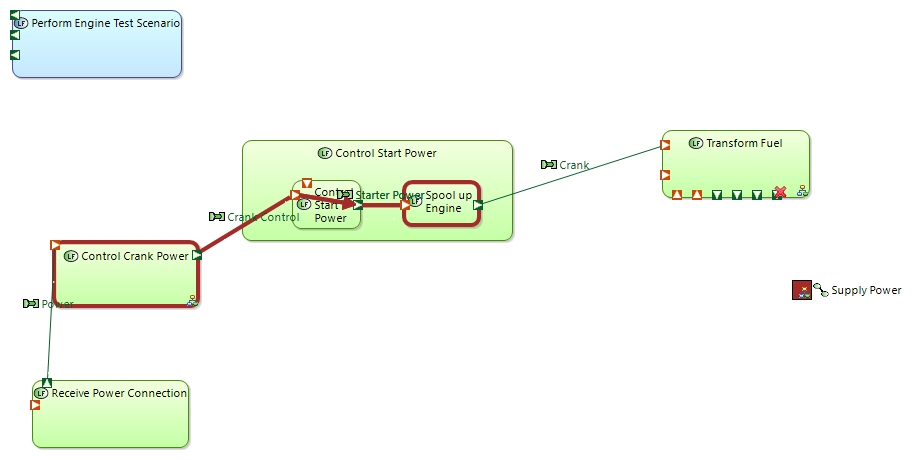 LF Perform Engine Test Scenario
LF Control Start Power
LF Transform Fuel
Crank
Control
LF Start
Power
Starter Power
LF Spool up
Engine
Crank Control
LF Control Crank Power
Supply Power
Power
LF Receive Power Connection